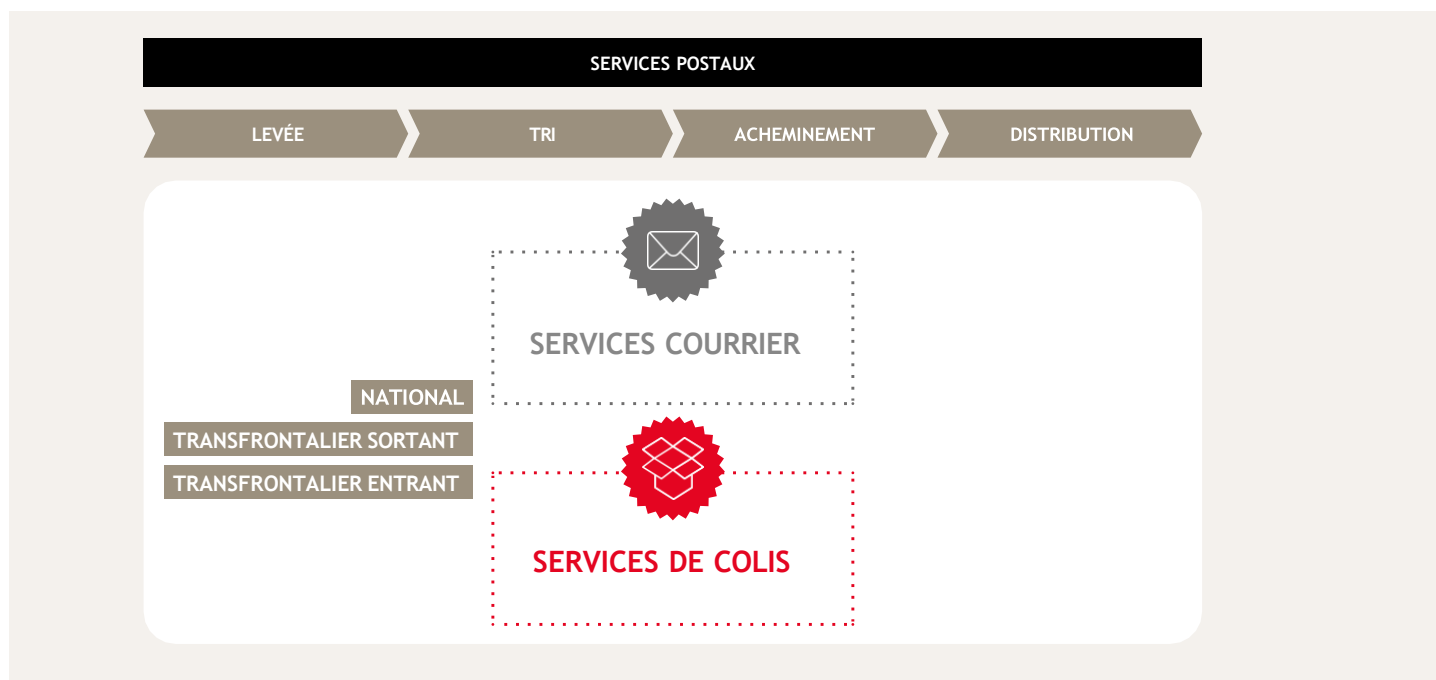 SERVICES POSTAUX
LEVÉE
TRI
ACHEMINEMENT
DISTRIBUTION
SERVICES COURRIER
NATIONAL
TRANSFRONTALIER SORTANT
TRANSFRONTALIER ENTRANT
SERVICES DE COLIS